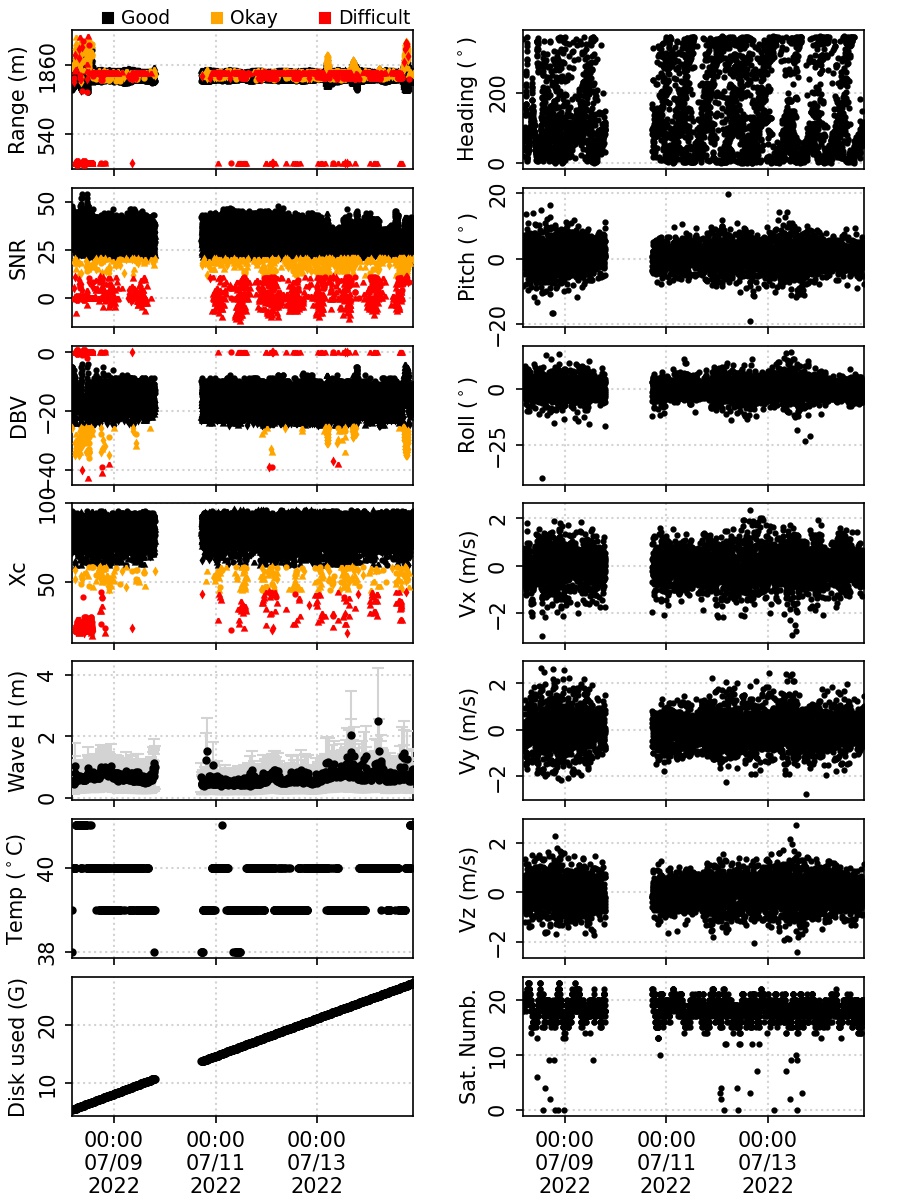 Good Okay Difficult
Range (m)
1860
540
SNR
50
25
0
DBV
0
−20
−40
Xc
100
50
Wave H (m)
4
2
0
Temp (°C)
40
38
Disk used (G)
20
10
00:00 00:00 00:00
07/09 07/11 07/13
2022 2022 2022
Heading (°)
200
0
Pitch (°)
20
0
−20
Roll (°)
0
−25
Vx (m/s)
2
0
−2
Vy (m/s)
2
0
−2
Vz (m/s)
2
0
−2
Sat. Numb.
20
10
0
00:00 00:00 00:00
07/09 07/11 07/13
2022 2022 2022